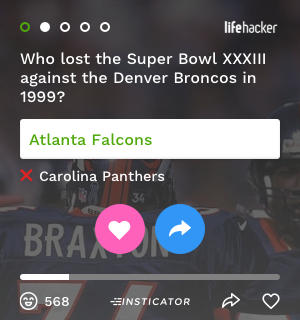 lifehacker
Who lost the Super Bowl XXXIII
against the Denver Broncos in
1999?
34
Atlanta Falcons
Carolina Panthers
BRAXTON
568
INSTICATOR